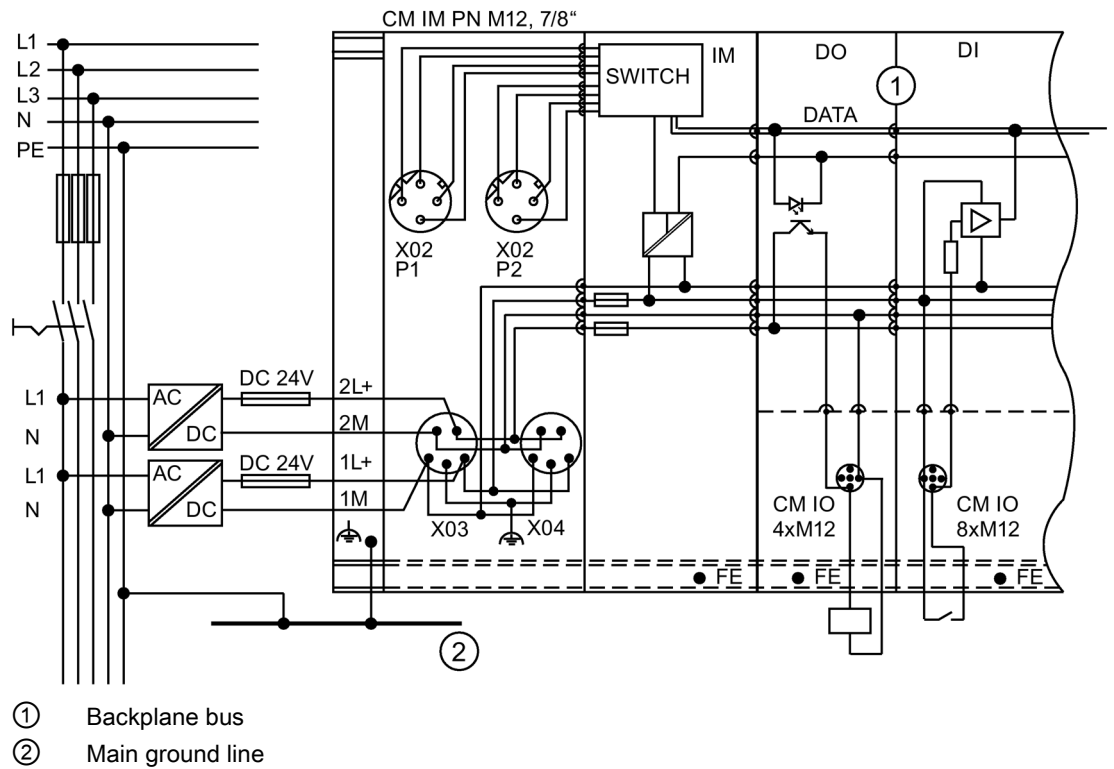 CM IM PN M12, 7/8“
L1
L2
L3
N
PE
SWITCH
IM
DO
1
DI
DATA
X02
P1
X02
P2
L1
AC
DC
DC 24V
2L+
N
2M
L1
AC
DC
DC 24V
1L+
N
1M
X03
X04
CM IO
4xM12
CM IO
8xM12
FE
FE
FE
2
1 Backplane bus
2 Main ground line